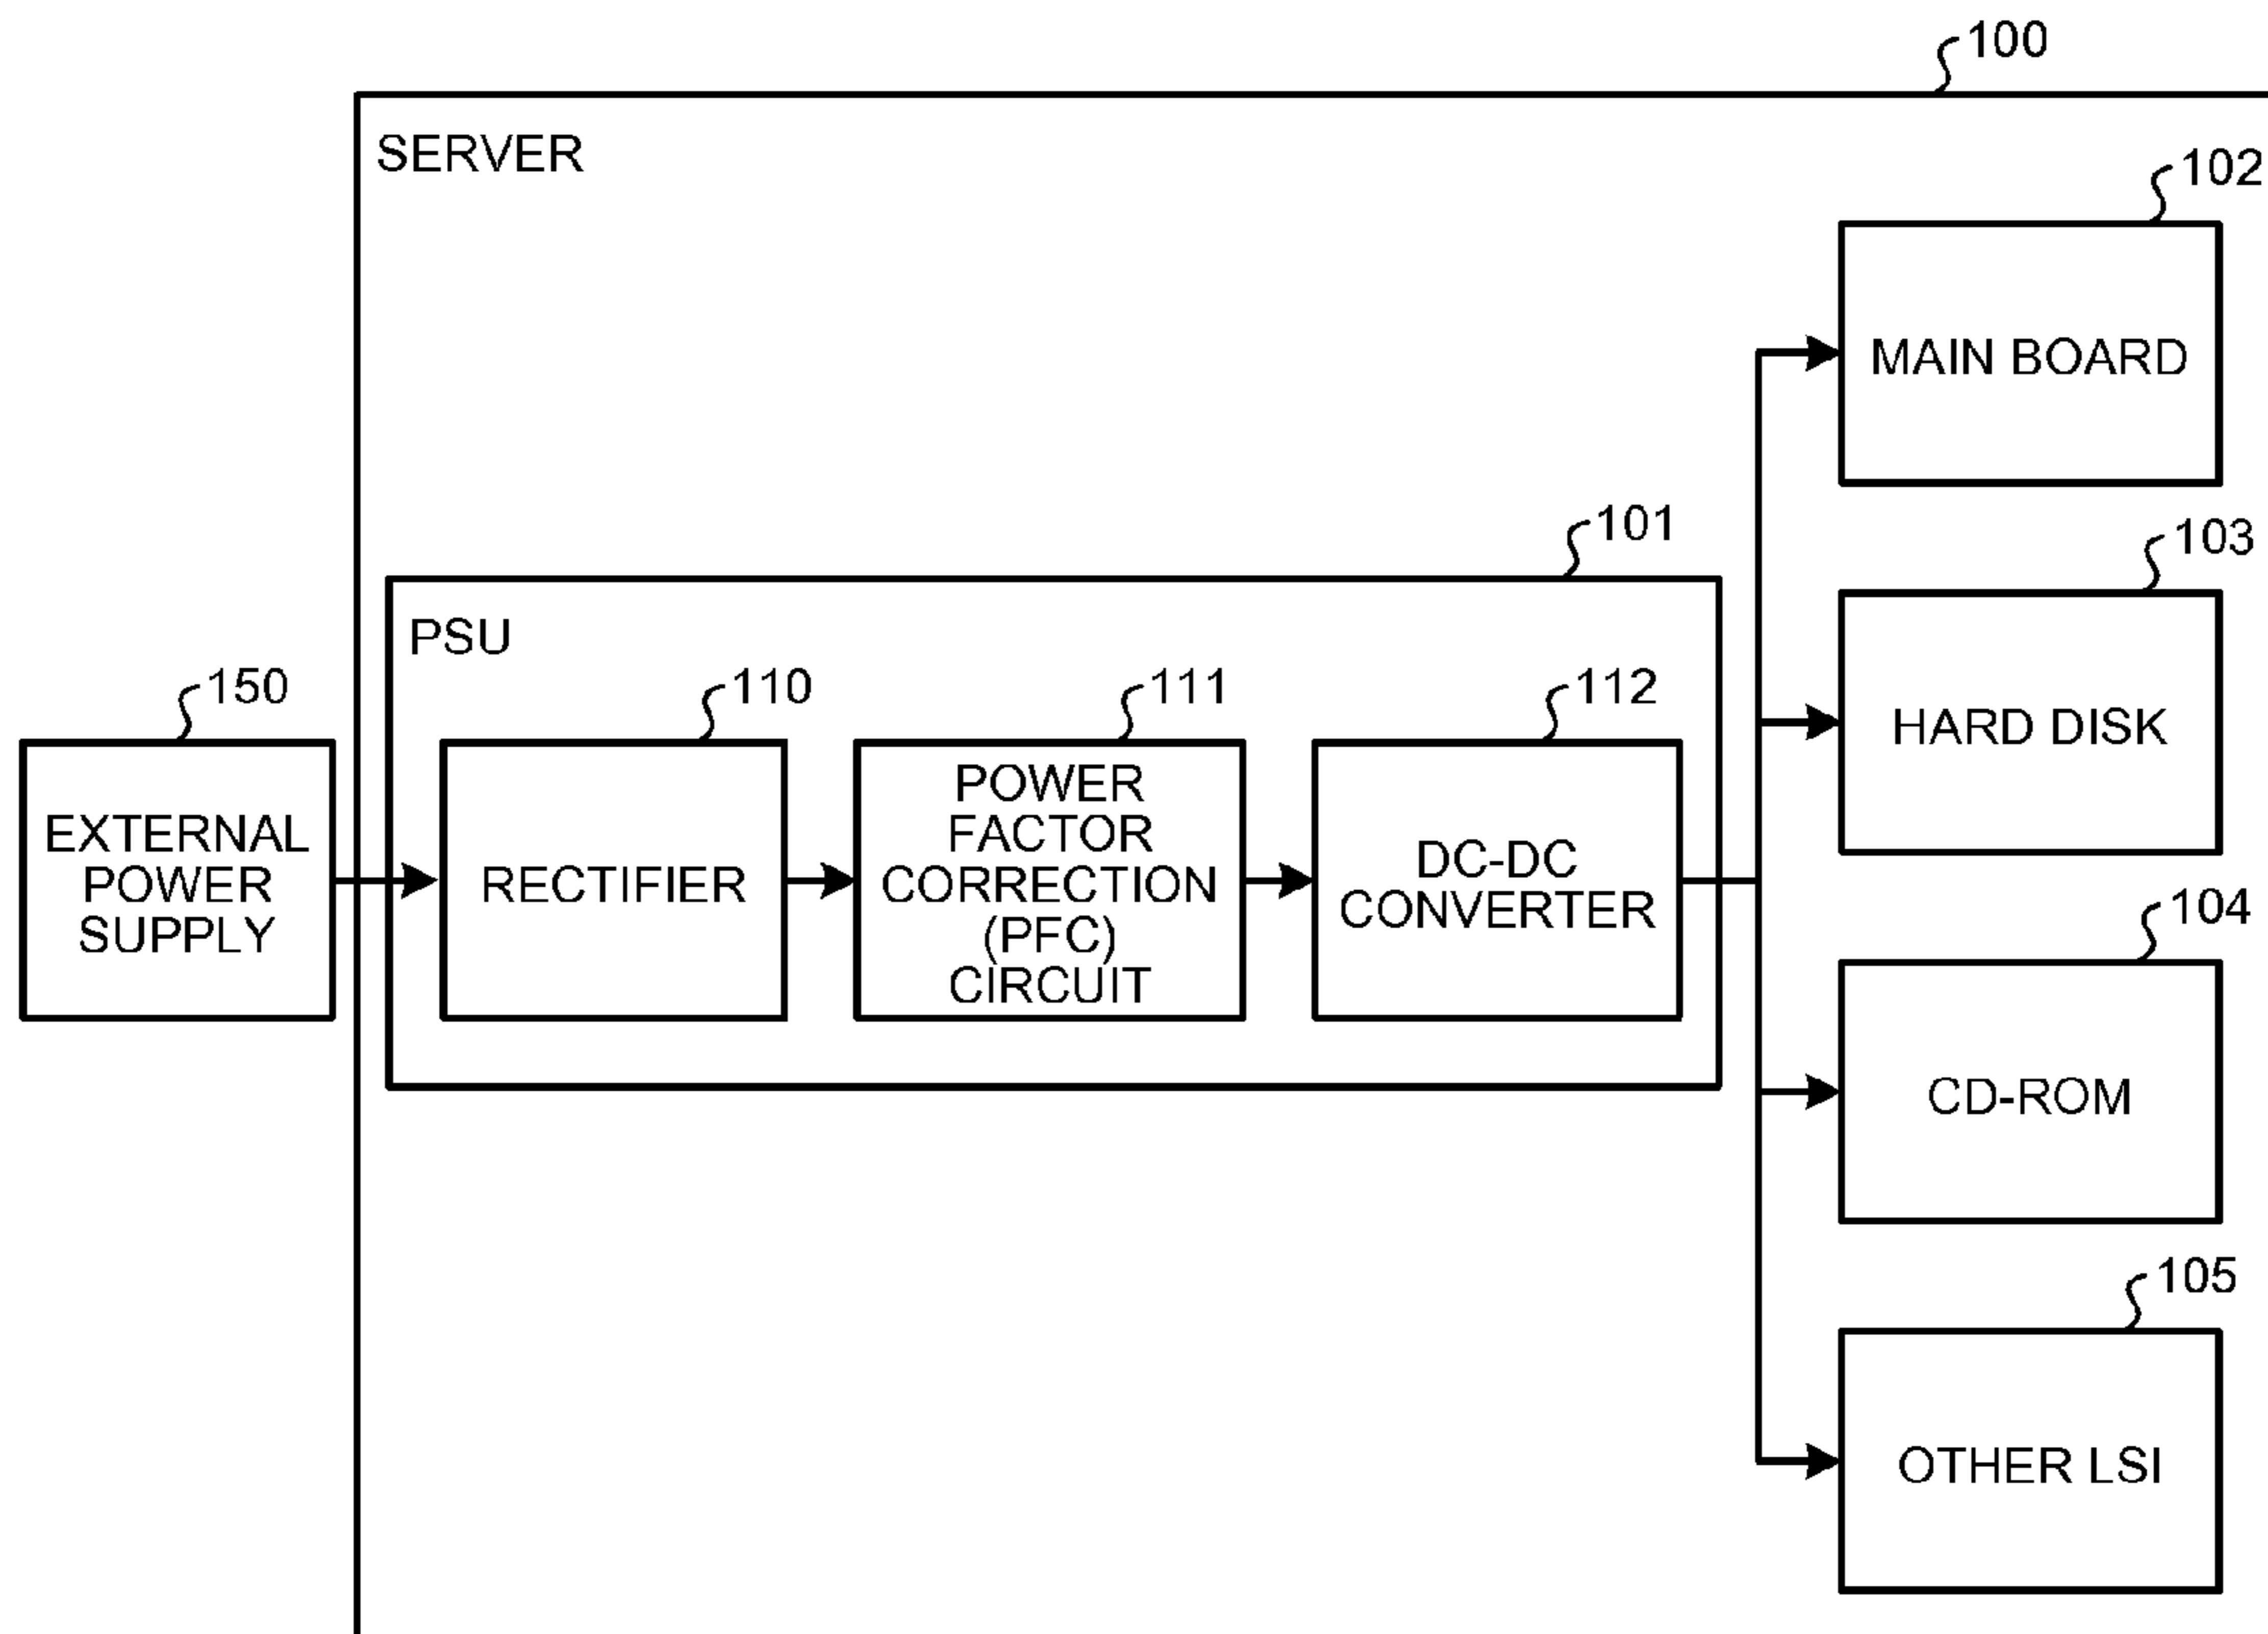 100
SERVER
102
MAIN BOARD
101
PSU
103
HARD DISK
150
EXTERNAL
POWER
SUPPLY
110
RECTIFIER
111
POWER
FACTOR
CORRECTION
(PFC)
CIRCUIT
112
DC-DC
CONVERTER
104
CD-ROM
105
OTHER LSI